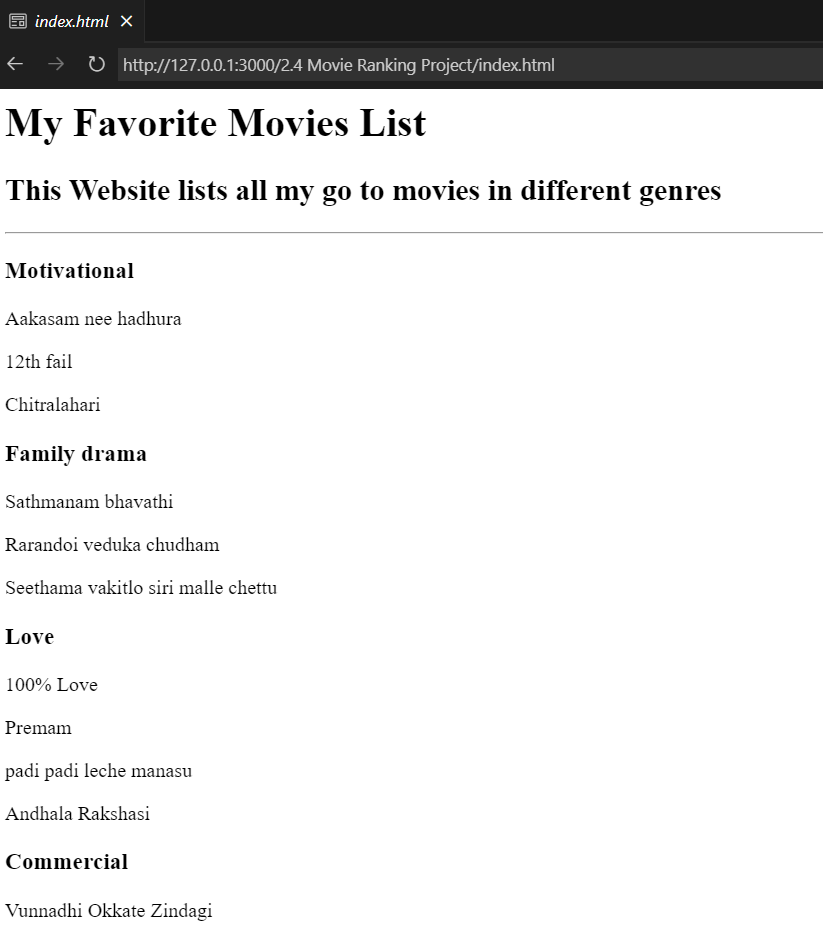 index.html
http://127.0.0.1:3000/2.4 Movie Ranking Project/index.html
My Favorite Movies List
This Website lists all my go to movies in different genres
Motivational
Aakasam nee hadhura
12th fail
Chitralahari
Family drama
Sathmanam bhavathi
Rarandoi veduka chudham
Seethama vakitlo siri malle chettu
Love
100% Love
Premam
padi padi leche manasu
Andhala Rakshasi
Commercial
Vunnadhi Okkate Zindagi